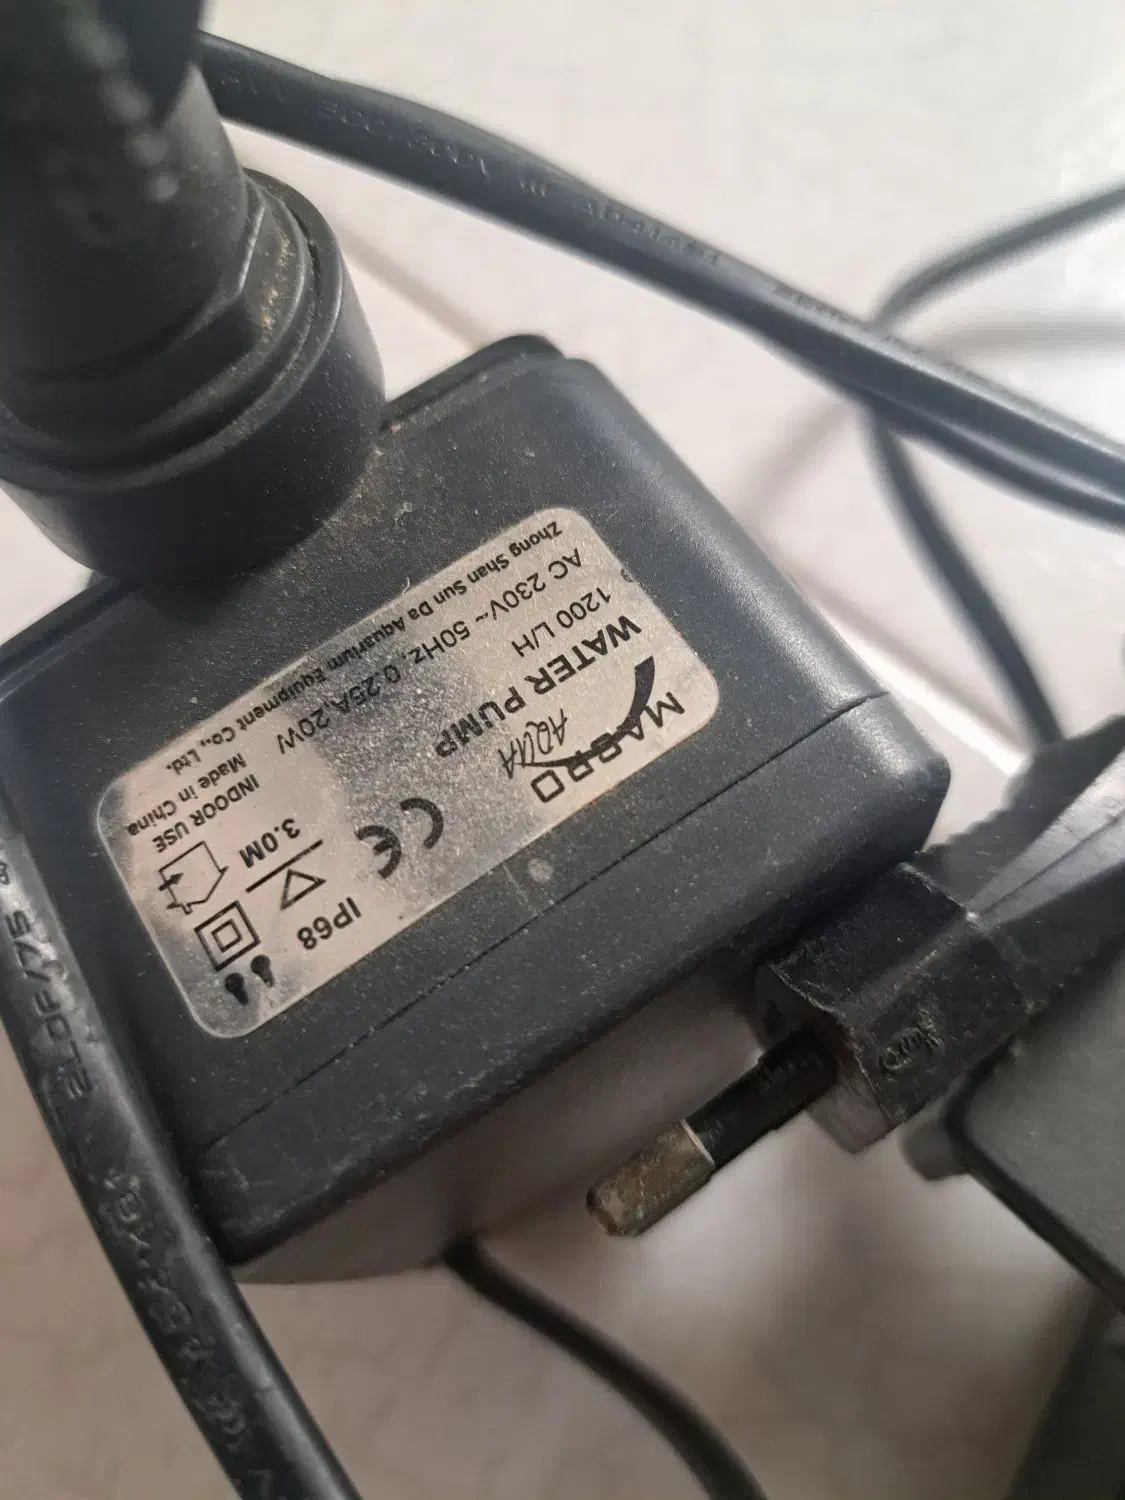 MASRO
AQUA
WATER PUMP
1200 L/H
AC 230V~ 50Hz, 0.25A,20W
Zhong Shan Sun Da Aquarium Equipment Co., Ltd.
Made in China
INDOOR USE
CE
3.0M
IP68